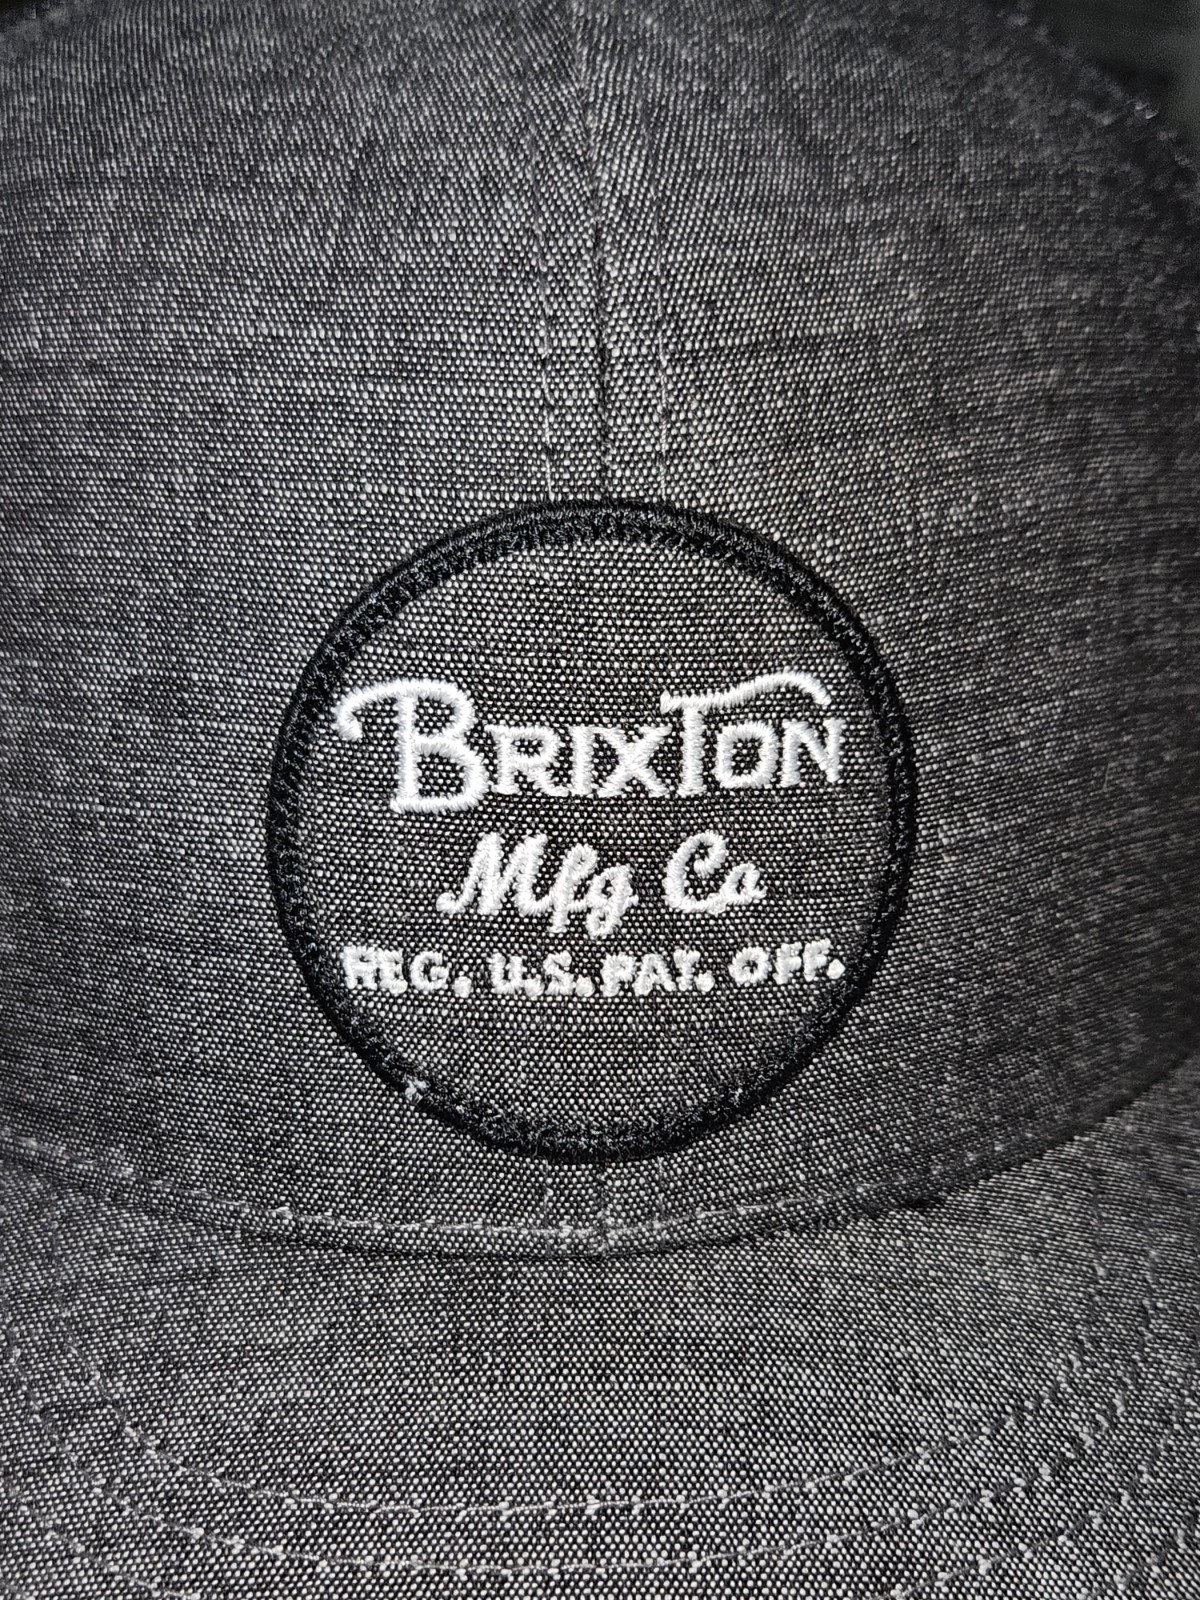 BRIXTON
Mfg Co
REG. U.S. PAT. OFF.